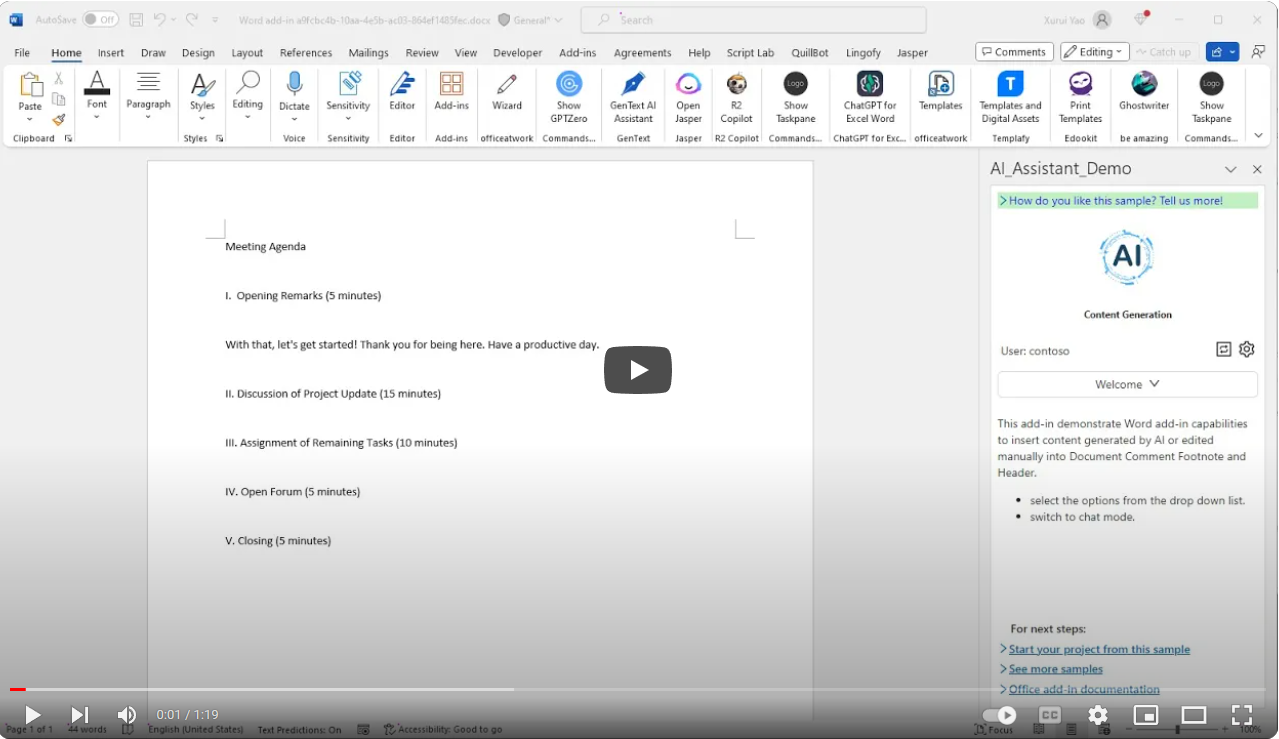 AutoSave Off Word add-in a9fcbc4b-10aa-4e5b-ac03-864ef1485fec.docx General* Search Xurui Yao
File Home Insert Draw Design Layout References Mailings Review View Developer Add-ins Agreements Help Script Lab QuillBot Lingofy Jasper Comments Editing Catch up
Paste Font Paragraph Styles Editing Dictate Sensitivity Editor Add-ins Wizard Show GPTZero GenText AI Assistant Open Jasper R2 Copilot Logo Show Taskpane ChatGPT for Excel Word Templates T Templates and Digital Assets Print Templates Ghostwriter Logo Show Taskpane
Clipboard Styles Voice Sensitivity Editor Add-ins officeatwork Commands... GenText Jasper R2 Copilot Commands... ChatGPT for Exc... officeatwork Templafy Edookit be amazing Commands...
Meeting Agenda
I. Opening Remarks (5 minutes)
With that, let's get started! Thank you for being here. Have a productive day.
II. Discussion of Project Update (15 minutes)
III. Assignment of Remaining Tasks (10 minutes)
IV. Open Forum (5 minutes)
V. Closing (5 minutes)
AI_Assistant_Demo
>How do you like this sample? Tell us more!
AI
Content Generation
User: contoso
Welcome
This add-in demonstrate Word add-in capabilities
to insert content generated by AI or edited
manually into Document Comment Footnote and
Header.
• select the options from the drop down list.
• switch to chat mode.
For next steps:
>Start your project from this sample
>See more samples
>Office add-in documentation
0:01 / 1:19 CC
Page 1 of 1 44 words English (United States) Text Predictions: On Accessibility: Good to go Focus 100%